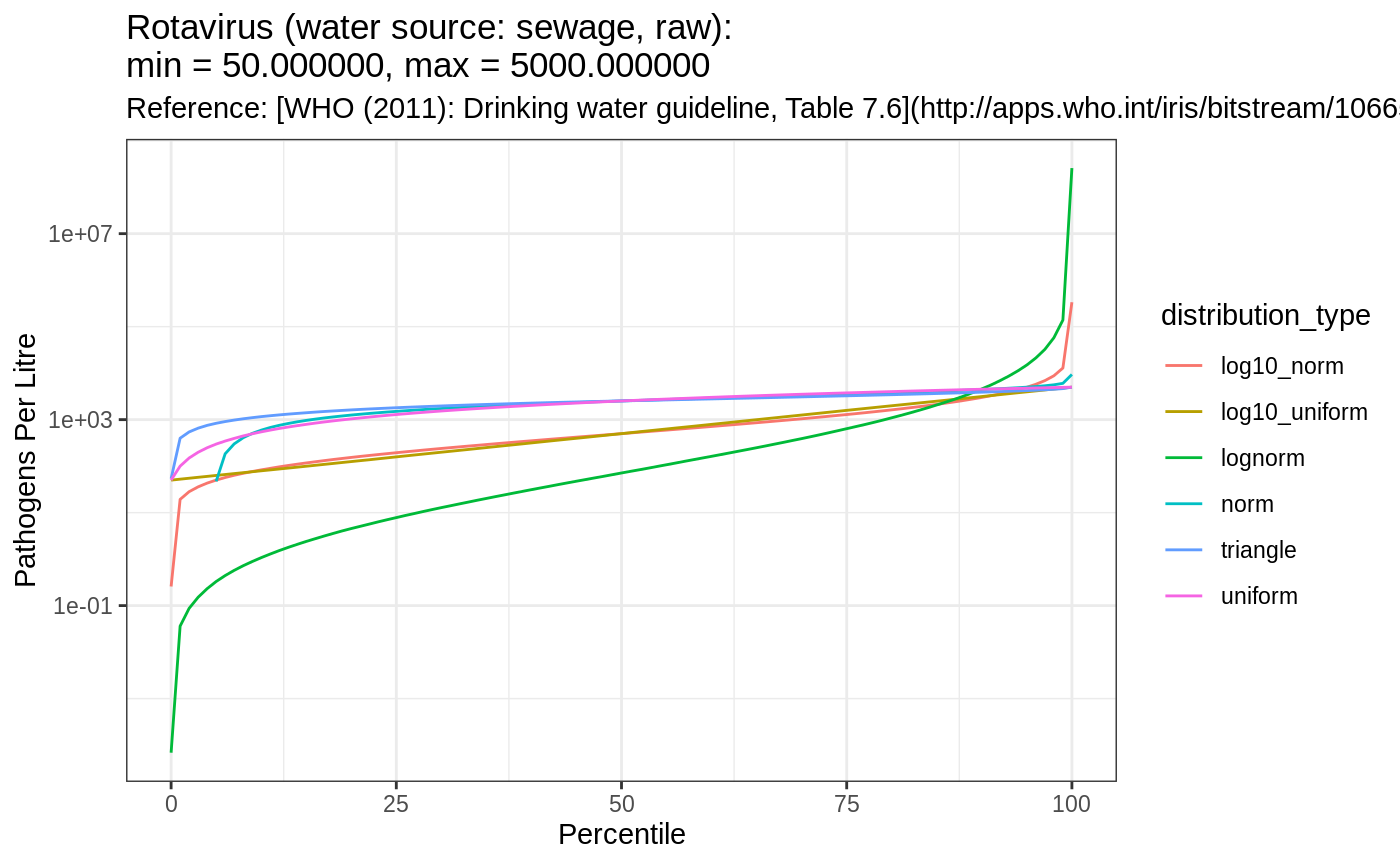 Rotavirus (water source: sewage, raw):
min = 50.000000, max = 5000.000000
Reference: [WHO (2011): Drinking water guideline, Table 7.6](http://apps.who.int/iris/bitstream/1066
Pathogens Per Litre
1e+07
1e+03
1e-01
0 25 50 75 100
Percentile
distribution_type
log10_norm
log10_uniform
lognorm
norm
triangle
uniform